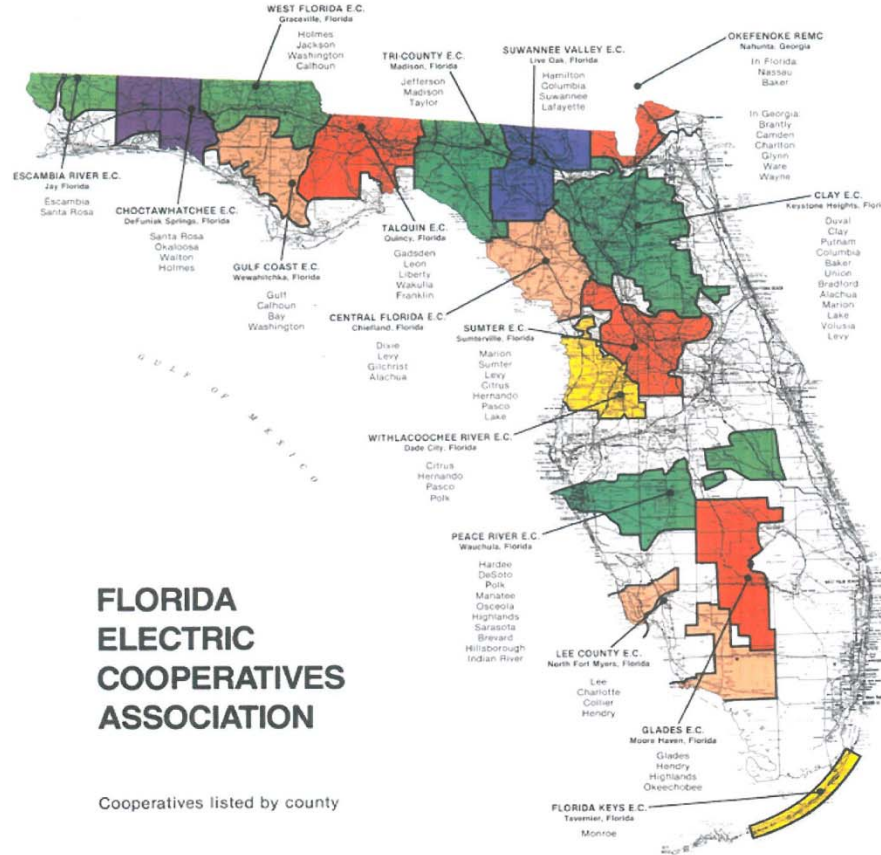 WEST FLORIDA E.C.
Graceville, Florida
Holmes
Jackson
Washington
Calhoun
TRI-COUNTY E.C.
Madison, Florida
Jefferson
Madison
Taylor
SUWANNEE VALLEY E.C.
Live Oak, Florida
Hamilton
Columbia
Suwannee
Lafayette
OKEFENOKE REMC
Nahunta, Georgia
In Florida
Nassau
Baker
In Georgia:
Brantly
Camden
Charlton
Glynn
Ware
Wayne
ESCAMBIA RIVER E.C.
Jay Florida
Escambia
Santa Rosa
CHOCTAWHATCHEE E.C.
DeFuniak Springs, Florida
Santa Rosa
Okaloosa
Walton
Holmes
GULF COAST E.C.
Wewahitchka, Florida
Gulf
Calhoun
Bay
Washington
TALQUIN E.C.
Quincy, Florida
Gadsden
Leon
Liberty
Wakulla
Franklin
CLAY E.C.
Keystone Heights, Flori
Duval
Clay
Putnam
Columbia
Baker
Union
Bradford
Alachua
Marion
Lake
Volusia
Levy
CENTRAL FLORIDA E.C.
Chiefland, Florida
Dixie
Levy
Gilchrist
Alachua
SUMTER E.C.
Sumterville, Florida
Marion
Sumter
Levy
Citrus
Hernando
Pasco
Lake
GULF OF MEXICO
WITHLACOOCHEE RIVER E.C.
Dade City, Florida
Citrus
Hernando
Pasco
Polk
PEACE RIVER E.C.
Wauchula, Florida
Hardee
DeSoto
Polk
Manatee
Osceola
Highlands
Sarasota
Brevard
Hillsborough
Indian River
LEE COUNTY E.C.
North Fort Myers, Florida
Lee
Charlotte
Collier
Hendry
GLADES E.C.
Moore Haven, Florida
Glades
Hendry
Highlands
Okeechobee
FLORIDA KEYS E.C.
Tavernier, Florida
Monroe
FLORIDA
ELECTRIC
COOPERATIVES
ASSOCIATION
Cooperatives listed by county